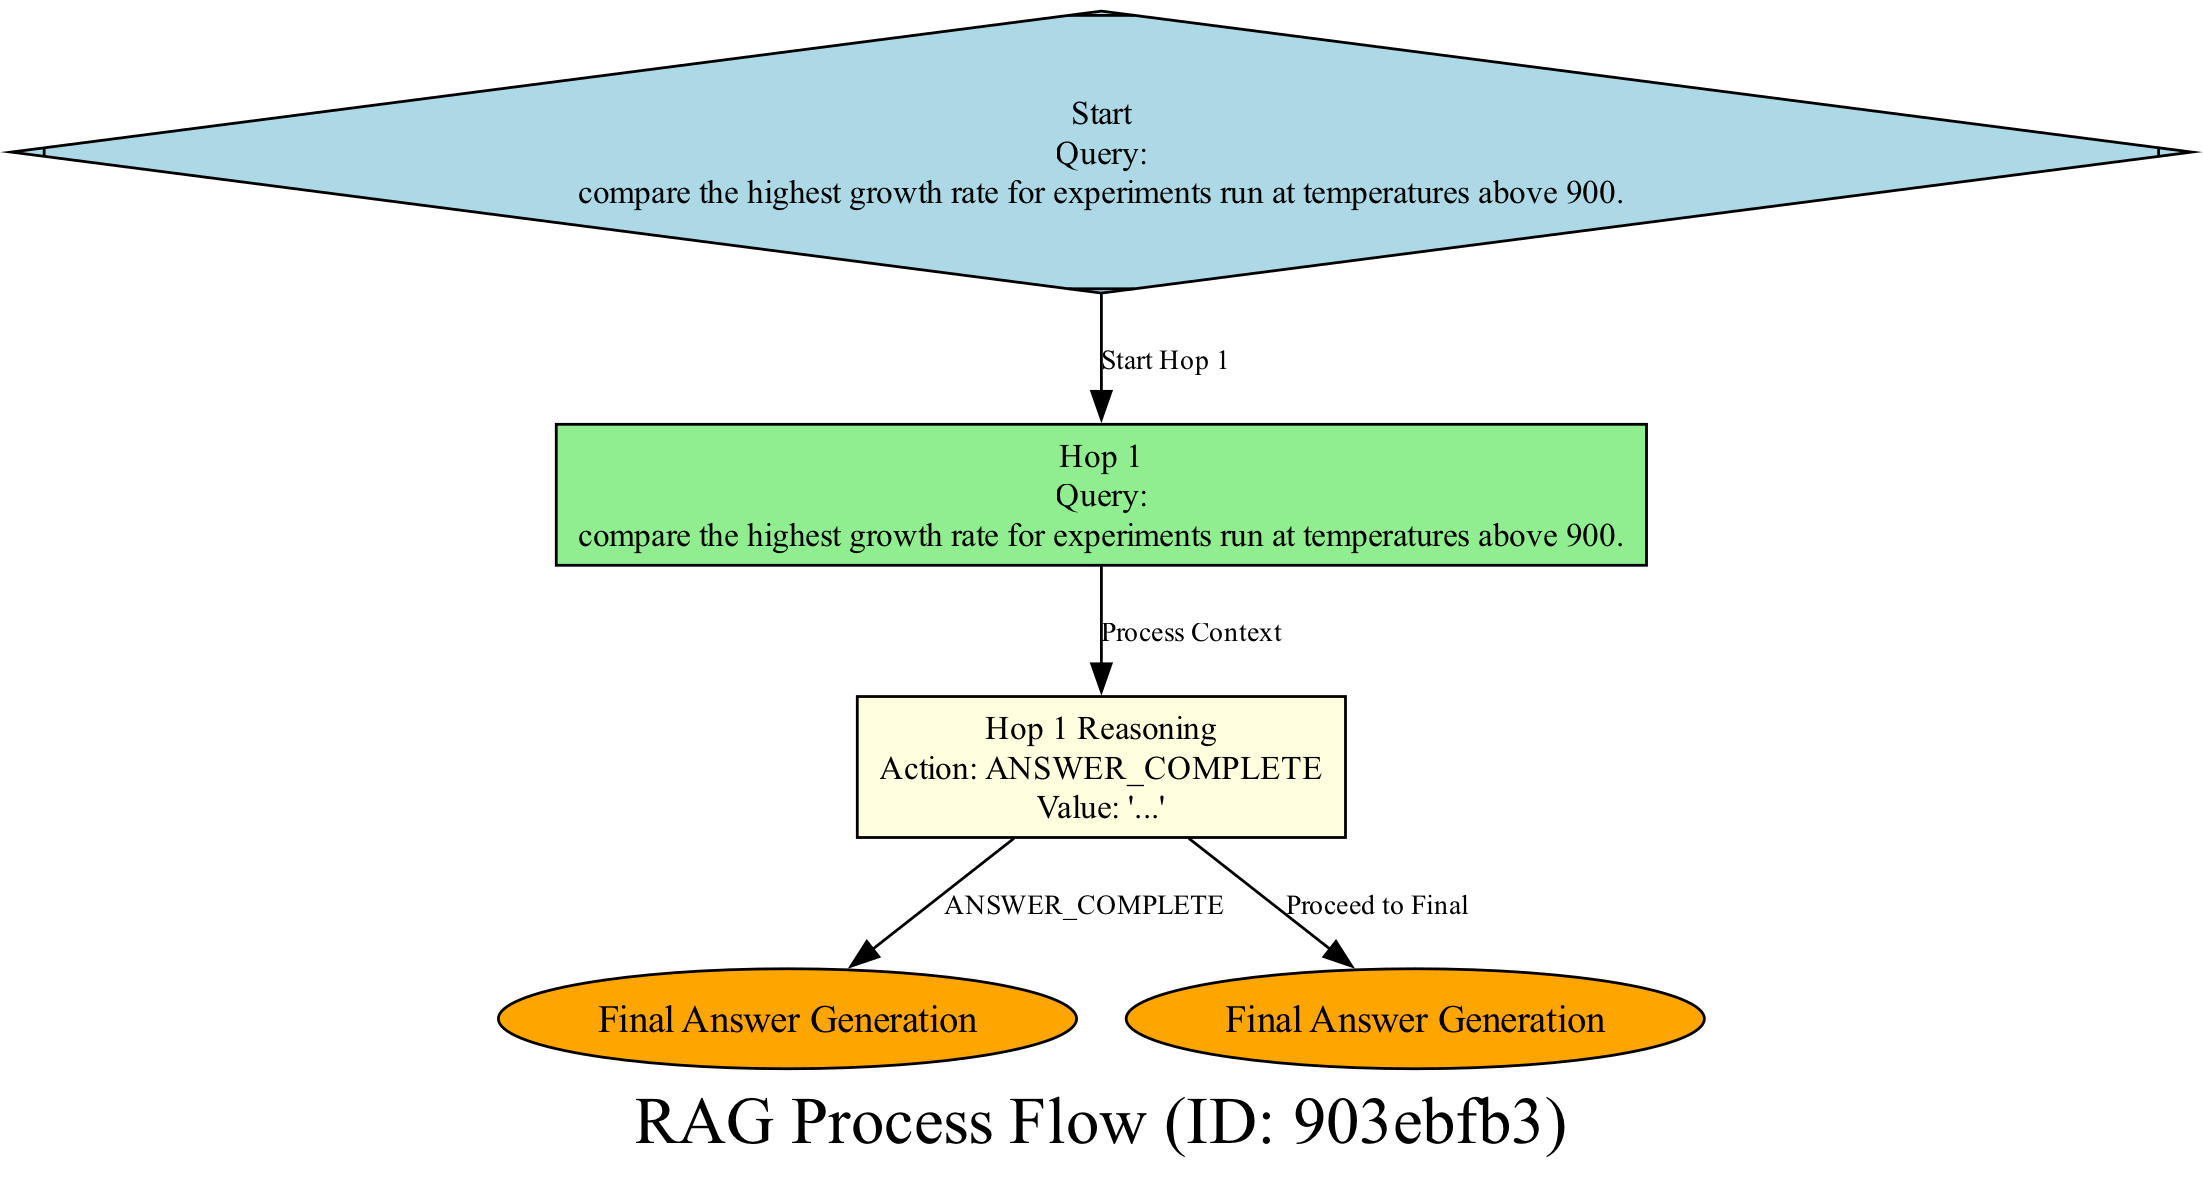 Start
Query:
compare the highest growth rate for experiments run at temperatures above 900.
Start Hop 1
Hop 1
Query:
compare the highest growth rate for experiments run at temperatures above 900.
Process Context
Hop 1 Reasoning
Action: ANSWER_COMPLETE
Value: '...'
ANSWER_COMPLETE
Proceed to Final
Final Answer Generation
Final Answer Generation
RAG Process Flow (ID: 903ebfb3)